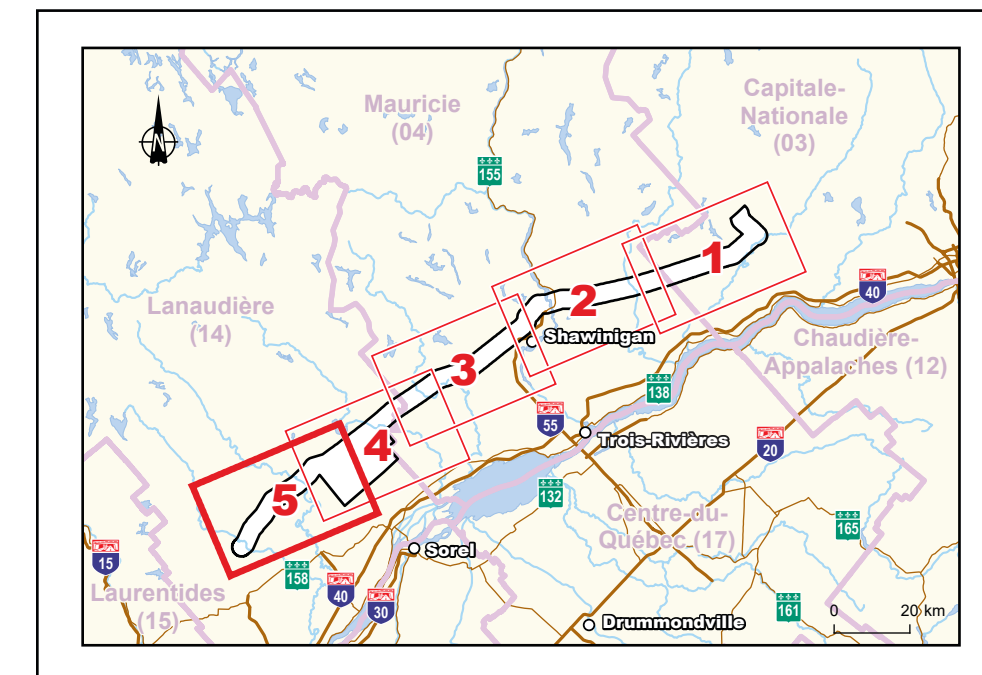 Capitale-
Nationale
(03)
Mauricie
(04)
N
155
1
40
Lanaudière
(14)
2
Shawinigan
Chaudière-
Appalaches (12)
3
138
55
Trois-Rivières
20
4
5
132
Centre-du-
Québec (17)
165
Sorel
15
158
40
30
Laurentides
(15)
161
0 20 km
Drummondville